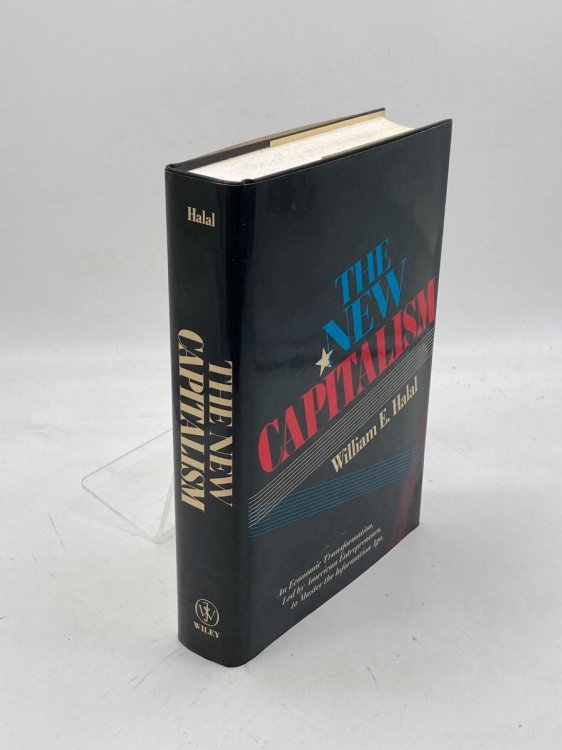 Halal
THE NEW
CAPITALISM
WILEY
THE
NEW
CAPITALISM
William E. Halal
In Economic Transformation,
Led by American Entrepreneurs,
to Master the Information Age.